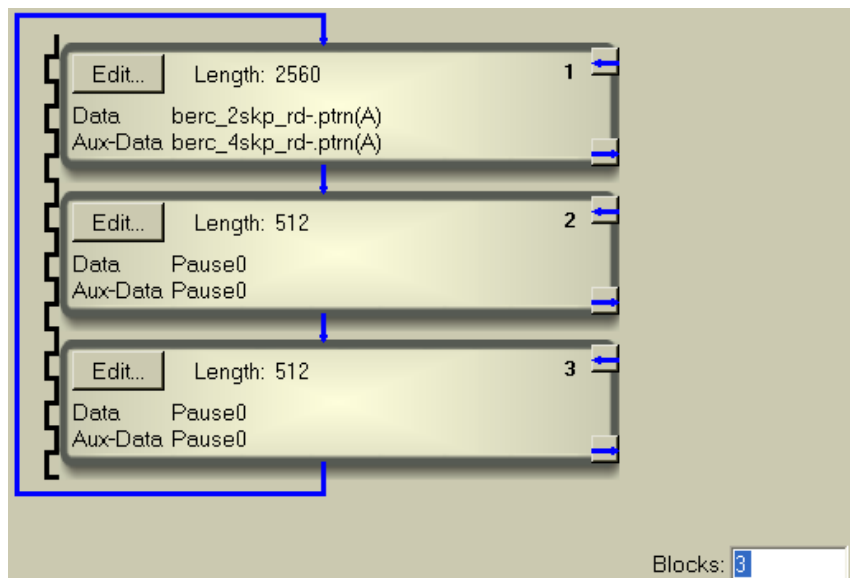 Edit... Length: 2560 1
Data berc_2skp_rd-.ptrn(A)
Aux-Data berc_4skp_rd-.ptrn(A)
Edit... Length: 512 2
Data Pause0
Aux-Data Pause0
Edit... Length: 512 3
Data Pause0
Aux-Data Pause0
Blocks: 3